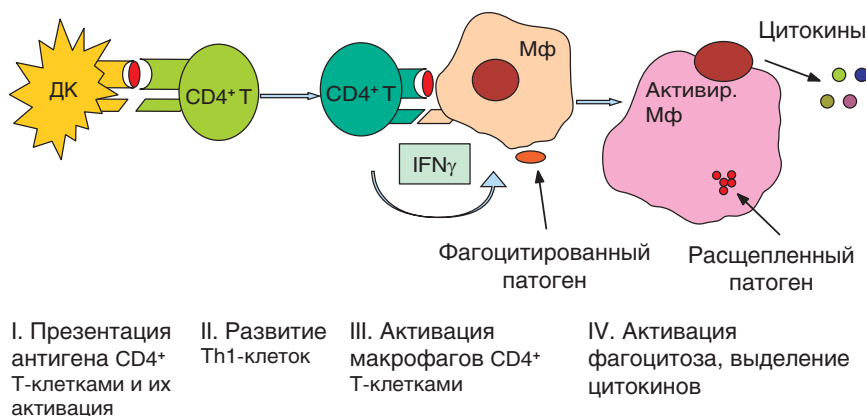 Цитокины
ДК
CD4+ T
CD4+ T
Мф
Активир.
Мф
IFNγ
Фагоцитированный
патоген
Расщепленный
патоген
I. Презентация
антигена CD4+
Т-клетками и их
активация
II. Развитие
Th1-клеток
III. Активация
макрофагов CD4+
Т-клетками
IV. Активация
фагоцитоза, выделение
цитокинов